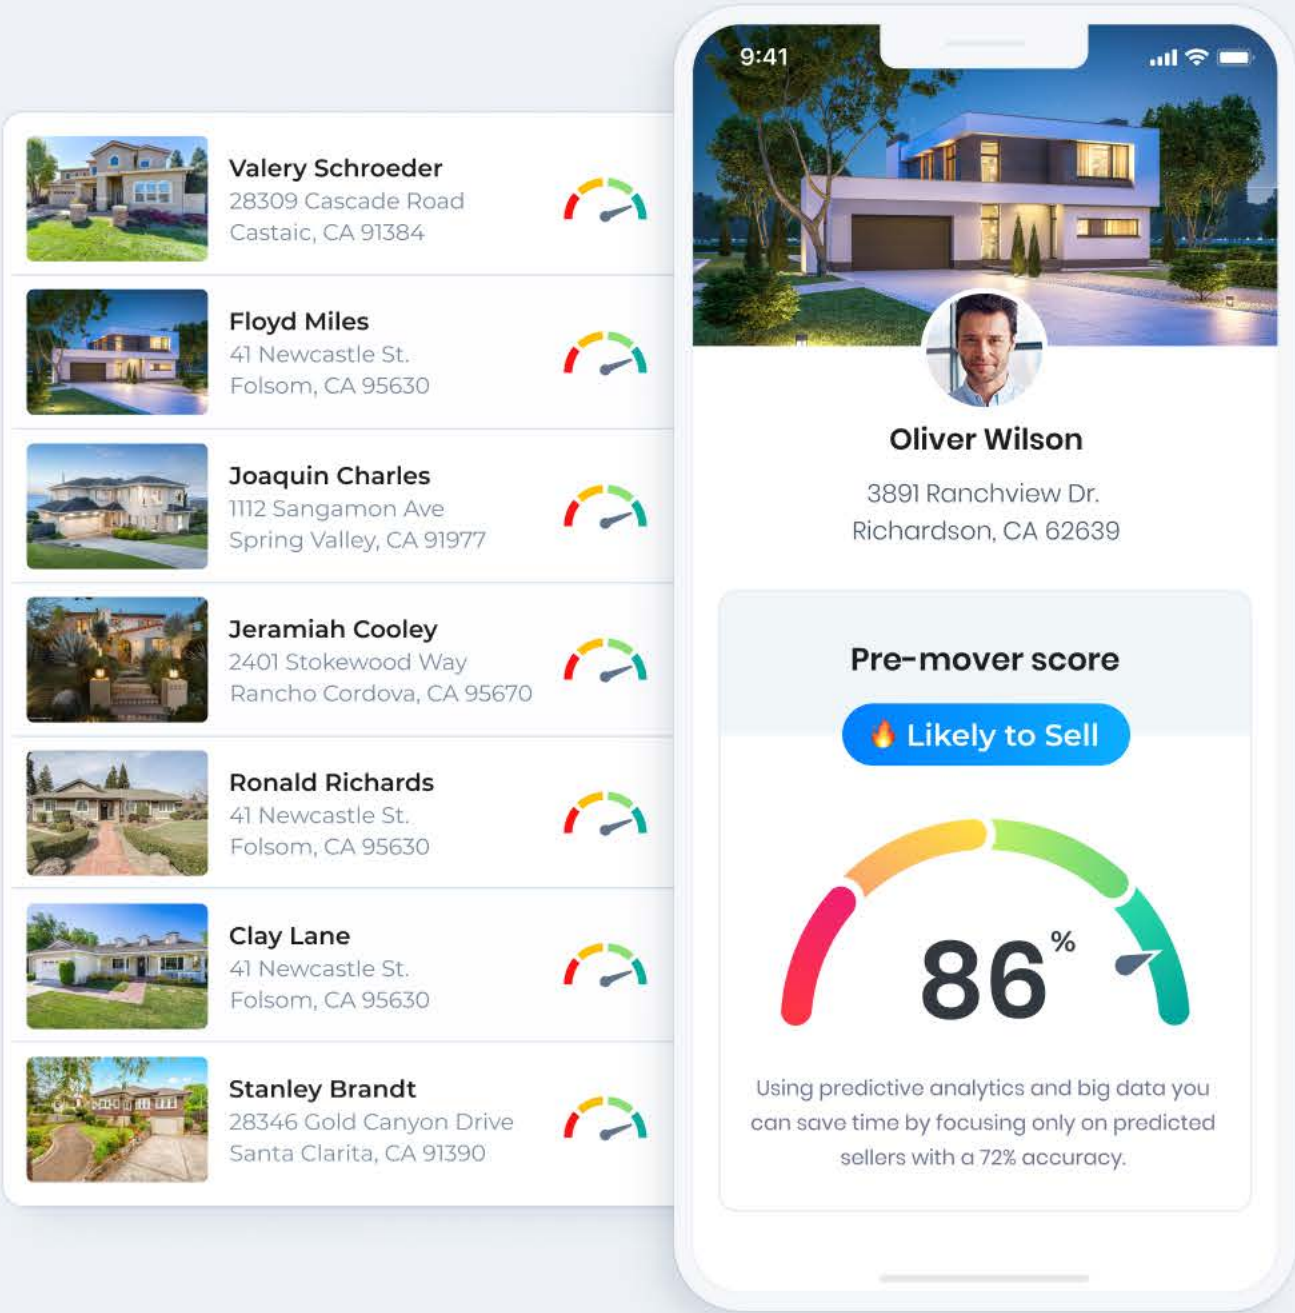 Valery Schroeder
28309 Cascade Road
Castaic, CA 91384
Floyd Miles
41 Newcastle St.
Folsom, CA 95630
Joaquin Charles
1112 Sangamon Ave
Spring Valley, CA 91977
Jeramiah Cooley
2401 Stokewood Way
Rancho Cordova, CA 95670
Ronald Richards
41 Newcastle St.
Folsom, CA 95630
Clay Lane
41 Newcastle St.
Folsom, CA 95630
Stanley Brandt
28346 Gold Canyon Drive
Santa Clarita, CA 91390
9:41
Oliver Wilson
3891 Ranchview Dr.
Richardson, CA 62639
Pre-mover score
🔥 Likely to Sell
86%
Using predictive analytics and big data you
can save time by focusing only on predicted
sellers with a 72% accuracy.